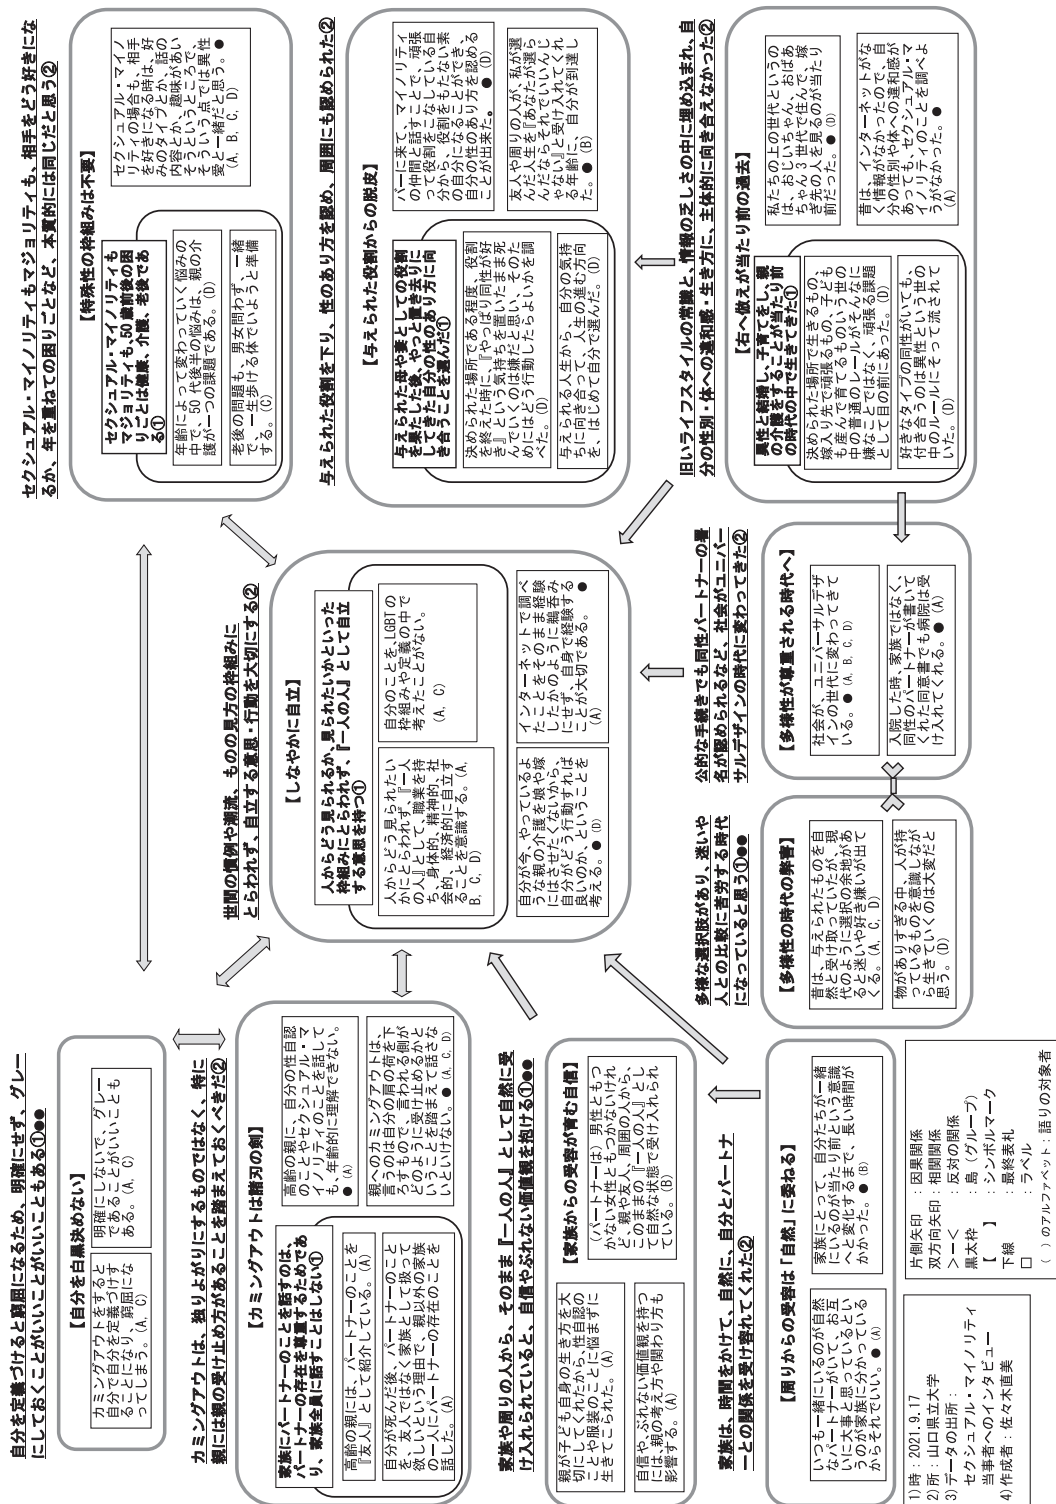 自分を定義づけると窮屈になるため、明確にせず、グレー
にしておくことがいいことがいいこともある①●●
【自分を白黒決めない】
カミングアウトをすると
自分で自分を定義づけす
ることになり、窮屈にな
ってしまう。(A, C)
明確にしないで、グレー
であることがいいことも
ある。(A, C)
カミングアウトは、独りよがりにするものではなく、特に
親には親の受け止め方があることを踏まえておくべきだ②
【カミングアウトは諸刃の剣】
家族にパートナーのことを話すのは、
パートナーの存在を尊重するためであ
り、家族全員に話すことはしない①
高齢の親には、パートナーのことを
『友人』として紹介している。(A)
自分が死んだ後、パートナーのこと
を、友人ではなく家族として扱って
欲しいという理由で、親以外の家族
の一人にパートナーの存在のことを
話した。(A)
高齢の親に、自分の性自認
のことやセクシュアル・マ
イノリティのことを話して
も、年齢的に理解できない。
●(A)
親へのカミングアウトは、
言うのは自分の肩の荷を下
ろすもので、言われる側が
どのように受け止めるかと
いうことを踏まえて話さな
いといけない。●(A, C, D)
家族や周りの人から、そのまま『一人の人』として自然に受
け入れられていると、自信やぶれない価値観を抱ける①●●
【家族からの受容が育む自信】
親が子ども自身の生き方を大
切にしてくれたから、性自認の
ことや服装のことに悩まずに
生きてこられた。(A)
自信や、ぶれない価値観を持つ
には、親の考え方や関わり方も
影響する。(A)
(パートナーは)男性ともつ
かない女性ともつかないけれ
ど、親や友人、周囲の人から、
このままの『一人の人』とし
て自然な状態で受け入れられ
ている。(B)
家族は、時間をかけて、自然に、自分とパートナ
ーとの関係を受け容れてくれた②
【周りからの受容は「自然」に委ねる】
いつも一緒にいるのが自然
なパートナーがいて、お互
いに大事と思っているとい
うのが家族に分かっている
からそれでいい。●(A)
家族にとって、自分たちが一緒
にいるのが当たり前という意識
へと変化するまで、長い時間が
かかった。●(B)
1)時：2021.9.17
2)所：山口県立大学
3)データの出所：
セクシュアル・マイノリティ
当事者へのインタビュー
4)作成者：佐々木直美
片側矢印：因果関係
双方向矢印：相関関係
＞－＜：反対の関係
黒太枠：島（グループ）
【 】：シンボルマーク
下線：最終表札
□：ラベル
（ ）のアルファベット：語りの対象者
世間の慣例や潮流、ものの見方の枠組みに
とらわれず、自立する意思・行動を大切にする②
【しなやかに自立】
人からどう見られるか、見られたいかといった
枠組みにとらわれず、『一人の人』として自立
する意思を持つ①
人からどう見られたい
かにとらわれず、『一人
の人』として、職業を持
ち、身体的、精神的、社
会的、経済的に自立す
ることを意識する。(A,
B, C, D)
自分のことを、LGBTの
枠組みや定義の中で
考えたことがない。
(A, C)
自分が今、やっているよ
うな親の介護を娘や嫁
にはさせたくないから、
自分がどう行動すれば
良いのか、ということを
考える。●(D)
インターネットで調べ
たことをそのまま経験
したかのように鵜呑み
にせず、自身で経験する
ことが大切である。●
(A)
多様な選択肢があり、迷いや
人との比較に苦労する時代
になっていると思う①●●
【多様性の時代の弊害】
昔は、与えられたものを自
然と受け取っていたが、現
代のように選択の余地があ
ると迷いや好き嫌いが出て
くる。(A, C, D)
物がありすぎる中、人が持
っているものを意識しなが
ら生きていくのは大変だと
思う。(D)
公的な手続きでも同性パートナーの署
名が認められるなど、社会がユニバー
サルデザインの時代に変わってきた②
【多様性が尊重される時代へ】
社会が、ユニバーサルデザ
インの世代に変わってきて
いる。●(A, B, C, D)
入院した時、家族ではなく、
同性のパートナーが書いて
くれた同意書でも病院は受
け入れてくれる。●(A)
セクシュアル・マイノリティもマジョリティも、相手をどう好きにな
るか、年を重ねての困りごとなど、本質的には同じだと思う②
【特殊性の枠組みは不要】
セクシュアル・マイノリティも
マジョリティも、50歳前後の困
りごとは健康、介護、老後であ
る①
年齢によって変わっていく悩みの
中で、50代後半の悩みは、親の介
護が一つの課題である。(D)
老後の問題も、男女問わず、一緒
で、一生歩ける体でいようと準備
する。(C)
セクシュアル・マイノ
リティの場合も、相手
を好きになる時は、好
みのタイプとか、話の
内容とか、趣味があい
そうというところで、
そういう点では異性
愛と一緒だと思う。●
(A, B, C, D)
与えられた役割を下り、性のあり方を認め、周囲にも認められた②
【与えられた役割からの脱皮】
与えられた母や妻としての役割
を果たした後、やっと置き去りに
してきた自分の性のあり方に向
き合うことを選んだ①
決められた場所である程度、役割
を終えた時に、『やっぱり同性が好
き』という気持ちを置いたまま死
んでいくのは嫌だと思い、そのた
めにはどう行動したらよいかを調
べた。(D)
与えられる人生から、自分の気持
ちに向き合って、人生の進む方向
を、はじめて自分で選んだ。(D)
バーに来て、マイノリティ
の仲間と話すことで、頑張
って役割をこなしている自
分から、役割をもたない素
の自分になることができ、
自分の性のあり方を認める
ことが出来た。●(D)
友人や周りの人が、私が選
んだ人生を『あなたが選ら
んだならそれでいいんじ
ゃない』と受け入れてくれ
る年齢に、自分が到達し
た。●(B)
旧いライフスタイルの常識と、情報の乏しさの中に埋め込まれ、自
分の性別・体への違和感・生き方に、主体的に向き合えなかった②
【右へ倣えが当たり前の過去】
異性と結婚し、子育てをし、親
の介護をすることが当たり前
の時代の中で生きてきた①
決められた場所で生きるもの、
嫁入り先で頑張るもの、子ども
も産んで育てるものいう世の
中の普通のレールがそんなに
嫌なことではなく、頑張る課題
として目の前にあった。(D)
好きなタイプの同性がいても、
付き合うのは異性という世の
中のルールにそって流されて
いた。(D)
私たちの上の世代というの
は、おじいちゃん、おばあ
ちゃん3世代で住んで、嫁
ぎ先の人を見るのが当たり
前だった。●(D)
昔は、インターネットがな
く情報がなかったので、自
分の性別や体への違和感が
あっても、セクシュアル・マ
イノリティのことを調べよ
うがなかった。●
(A)